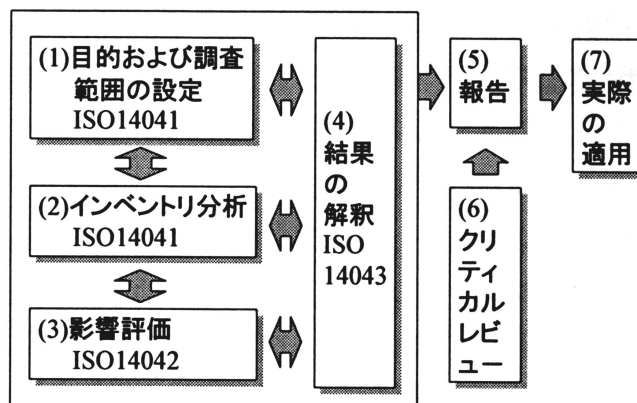 (1)目的および調査
範囲の設定
ISO14041
(2)インベントリ分析
ISO14041
(3)影響評価
ISO14042
(4)
結果
の
解釈
ISO
14043
(5)
報告
(6)
クリ
ティ
カル
レビ
ュー
(7)
実際
の
適用